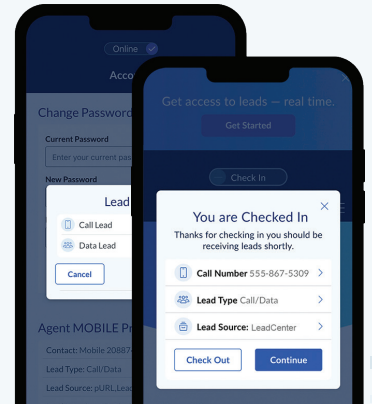 Online
Acco
Change Password
Current Password
Enter your current pas
New Password
Lead
Call Lead
Data Lead
Cancel
Agent MOBILE Pr
Contact: Mobile 20887
Lead Type: Call/Data
Lead Source: pURL,Lead
Get access to leads — real time.
Get Started
Check In
You are Checked In
Thanks for checking in you should be
receiving leads shortly.
Call Number 555-867-5309
Lead Type Call/Data
Lead Source: LeadCenter
Check Out
Continue